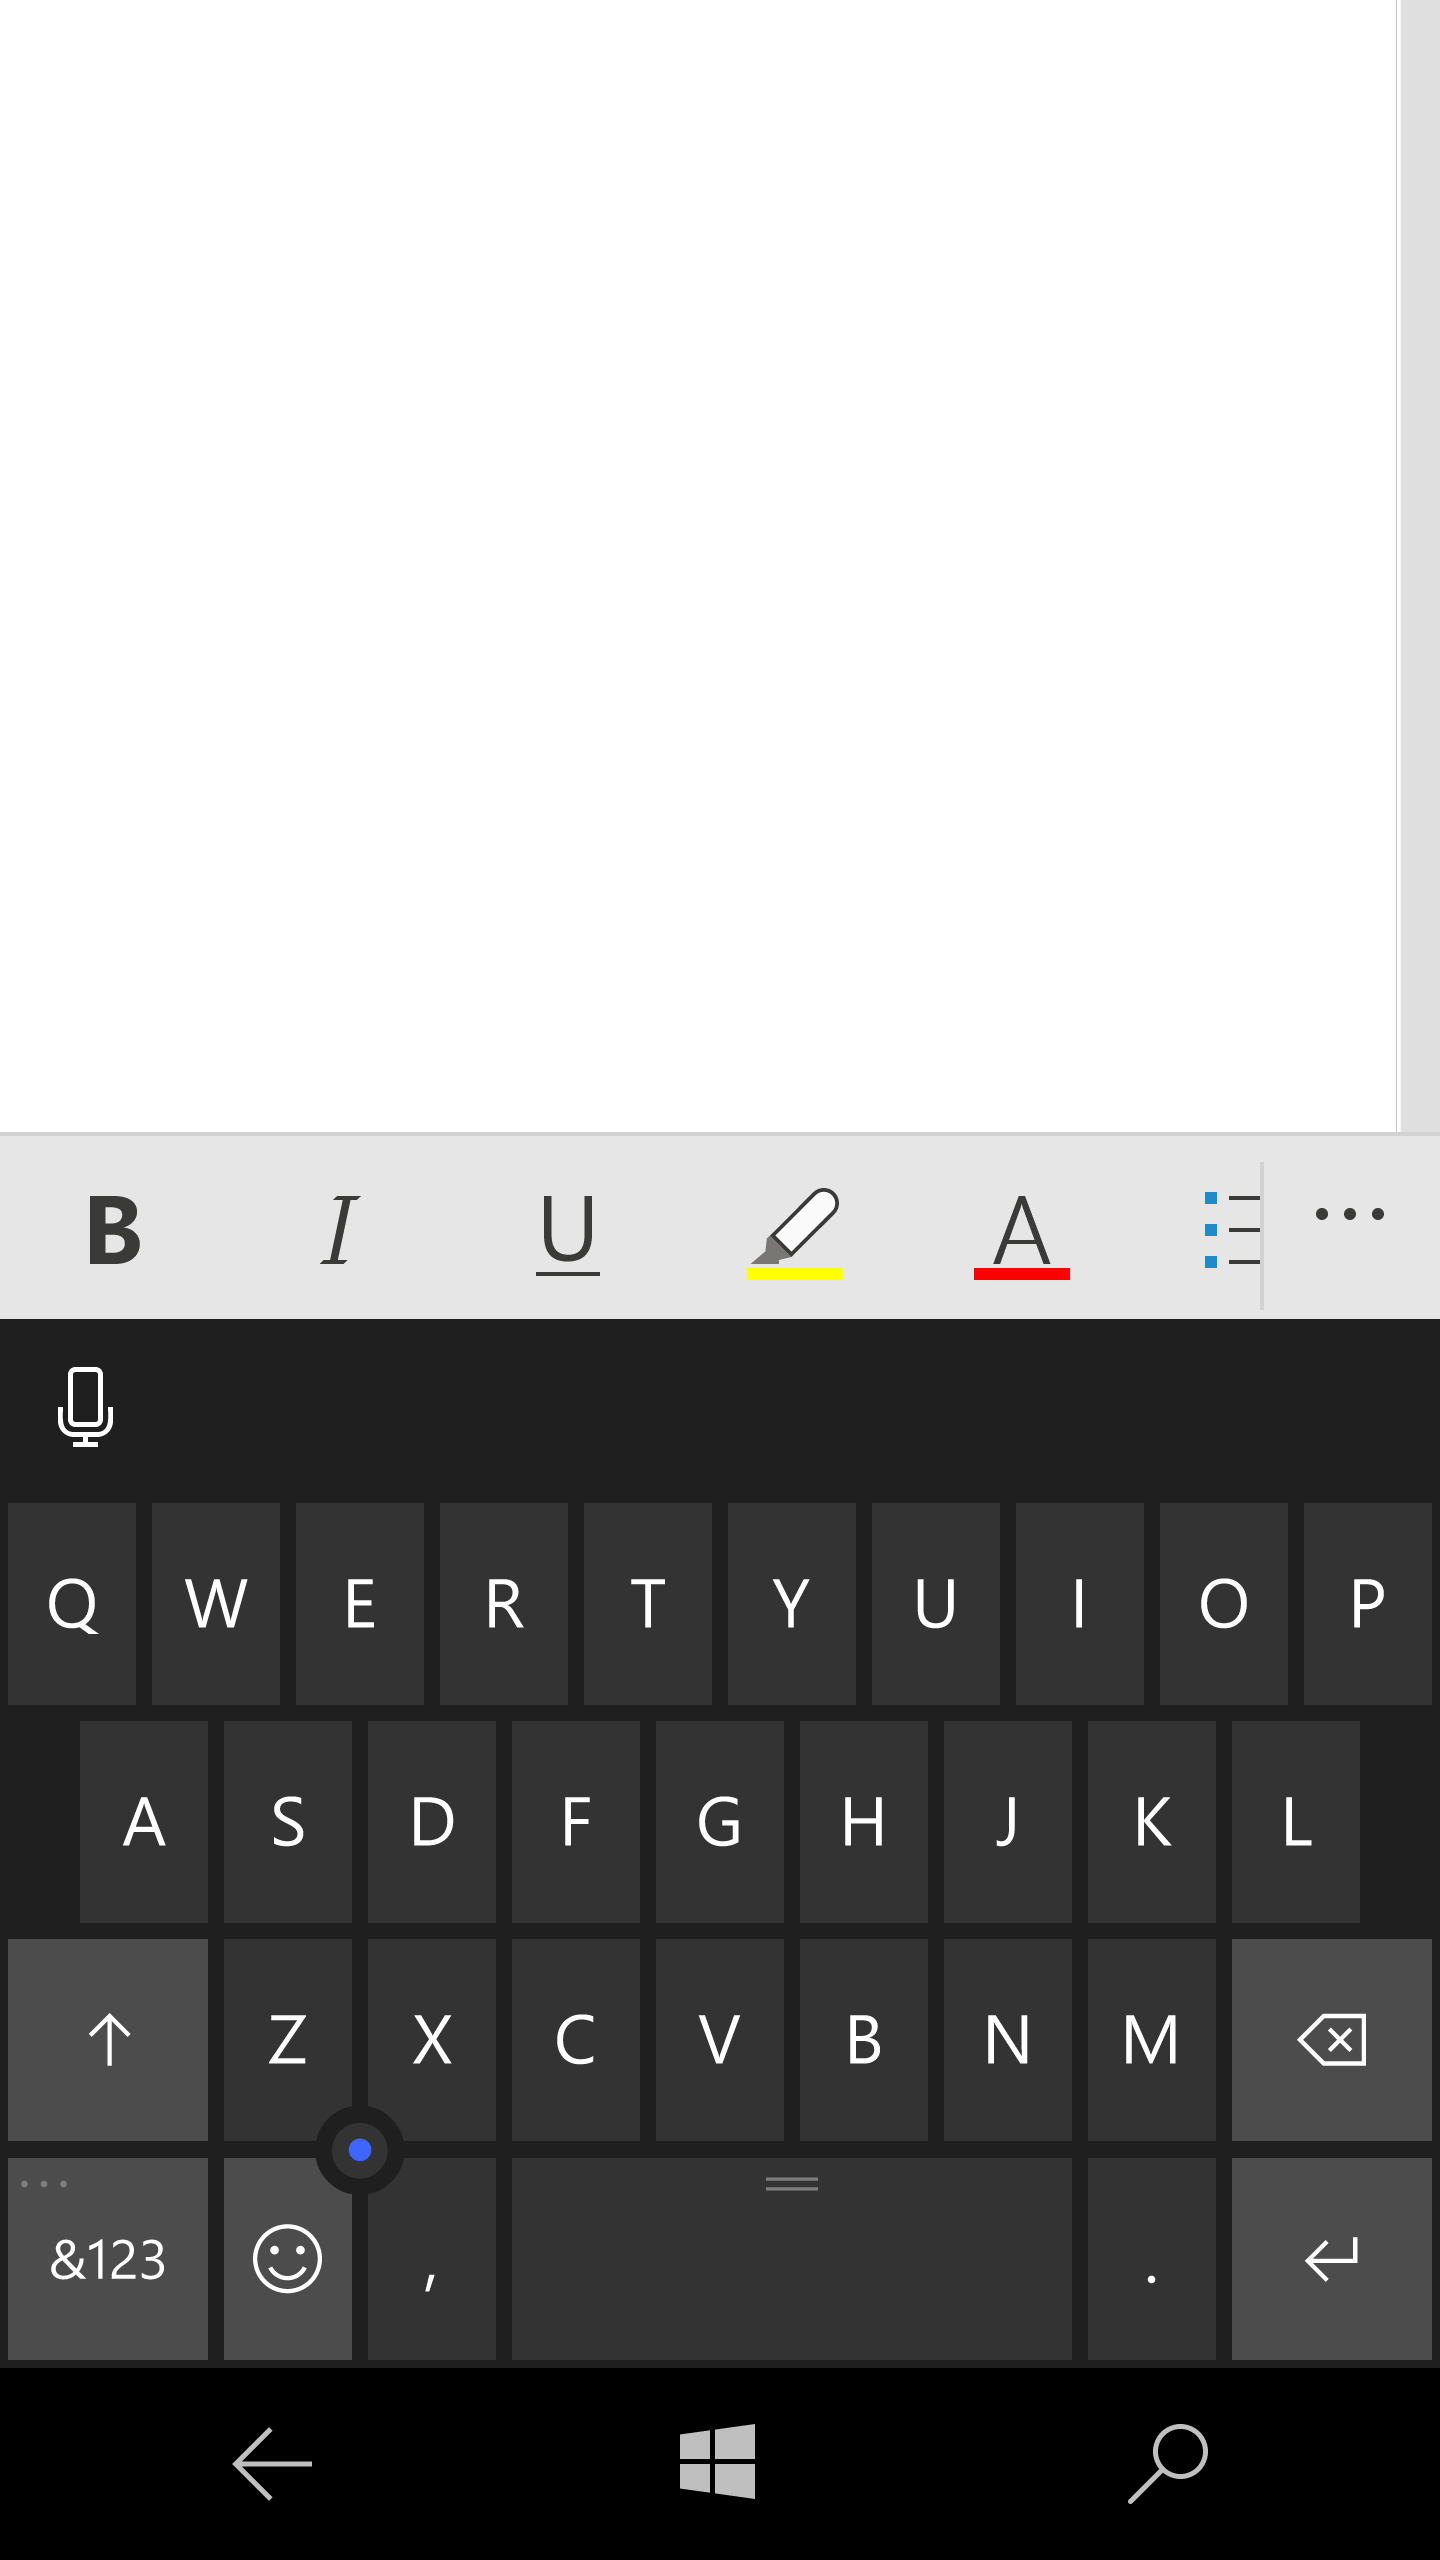 B I U A
Q W E R T Y U I O P
A S D F G H J K L
Z X C V B N M
&123 , .